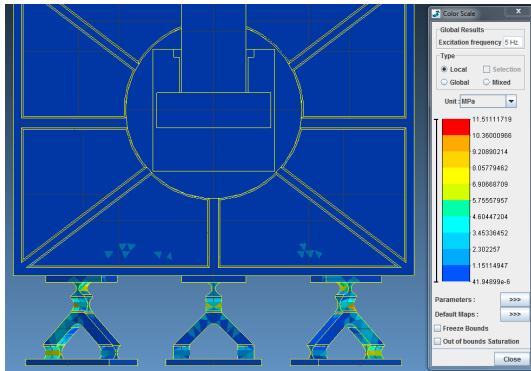 Color Scale
X
Global Results
Excitation frequency 5 Hz
Type
Local
Selection
Global
Mixed
Unit : MPa
11.51111719
10.36000966
9.20890214
8.05779462
6.90668709
5.75557957
4.60447204
3.45336452
2.302257
1.15114947
41.94899e-6
Parameters :
>>>
Default Maps :
>>>
Freeze Bounds
Out of bounds Saturation
Close